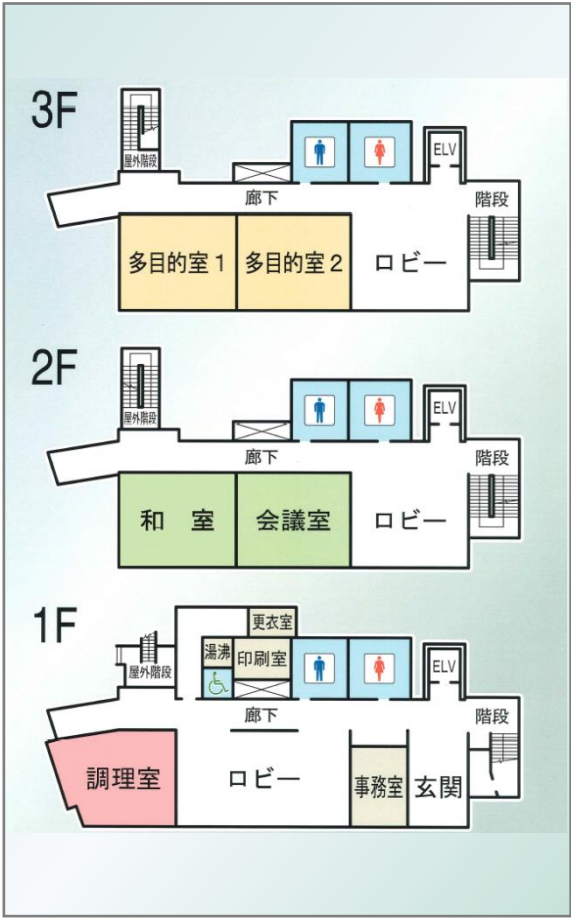 3F
屋外階段
ELV
廊下
階段
多目的室1
多目的室2
ロビー
2F
屋外階段
ELV
廊下
階段
和 室
会議室
ロビー
1F
更衣室
湯沸
印刷室
屋外階段
ELV
廊下
階段
調理室
ロビー
事務室
玄関